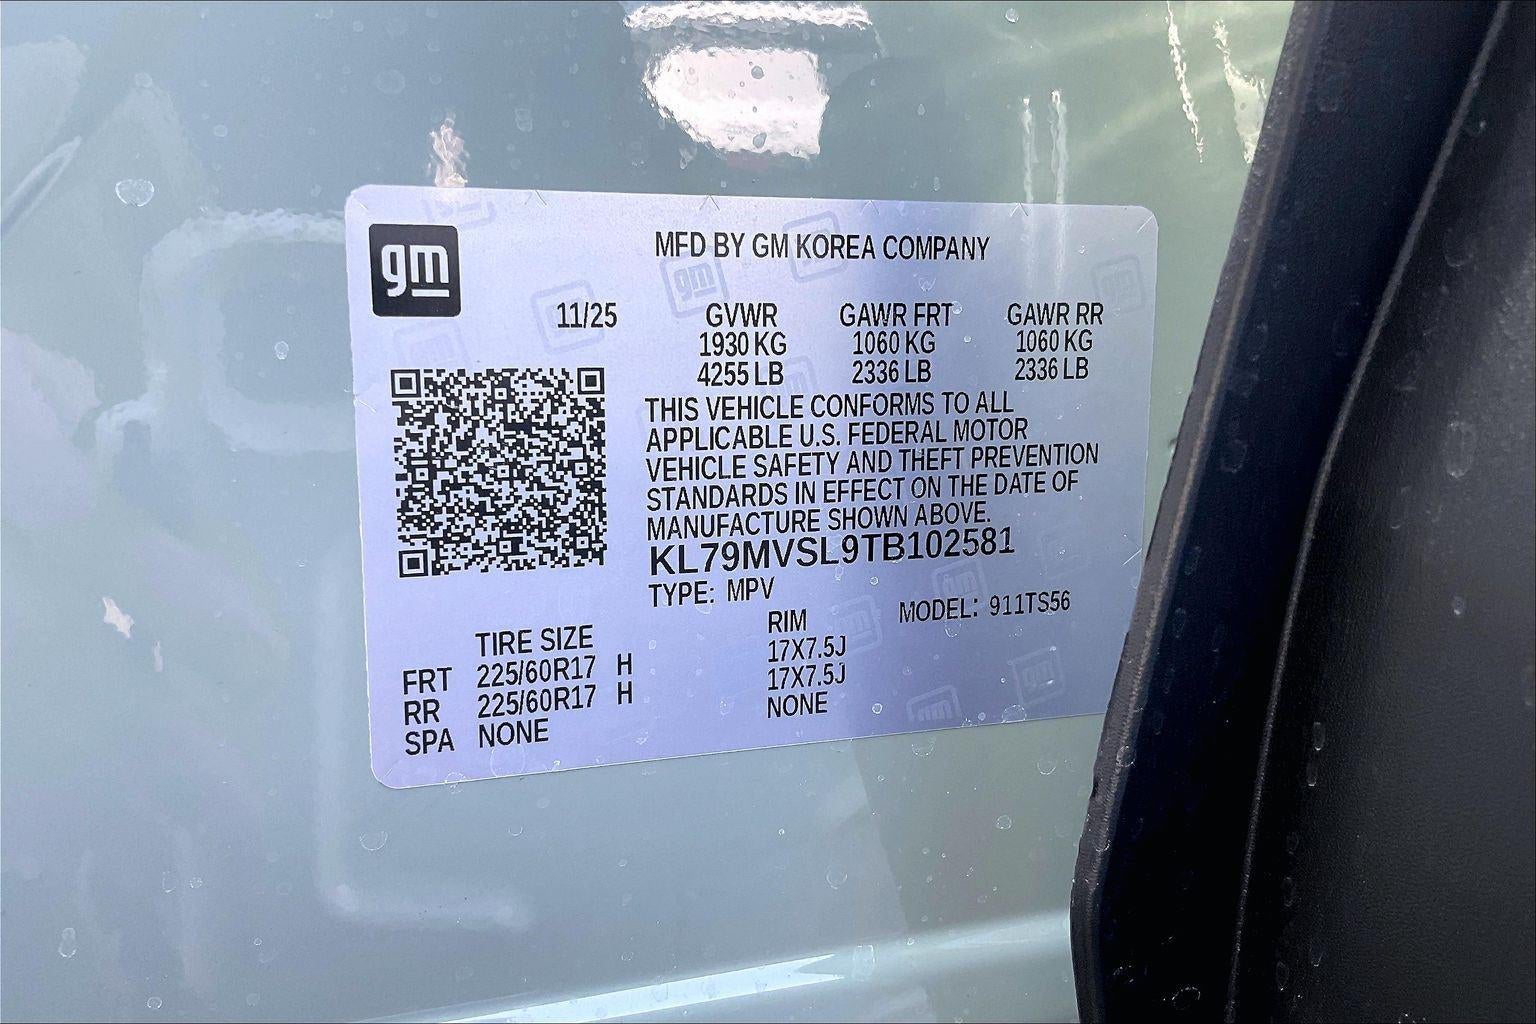 gm
MFD BY GM KOREA COMPANY
11/25 GVWR GAWR FRT GAWR RR
1930 KG 1060 KG 1060 KG
4255 LB 2336 LB 2336 LB
THIS VEHICLE CONFORMS TO ALL
APPLICABLE U.S. FEDERAL MOTOR
VEHICLE SAFETY AND THEFT PREVENTION
STANDARDS IN EFFECT ON THE DATE OF
MANUFACTURE SHOWN ABOVE.
KL79MVSL9TB102581
TYPE: MPV MODEL: 911TS56
TIRE SIZE RIM
FRT 225/60R17 H 17X7.5J
RR 225/60R17 H 17X7.5J
SPA NONE NONE